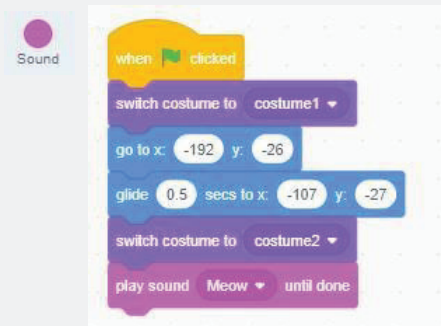 Sound
when clicked
switch costume to costume1
go to x: -192 y: -26
glide 0.5 secs to x: -107 y: -27
switch costume to costume2
play sound Meow until done